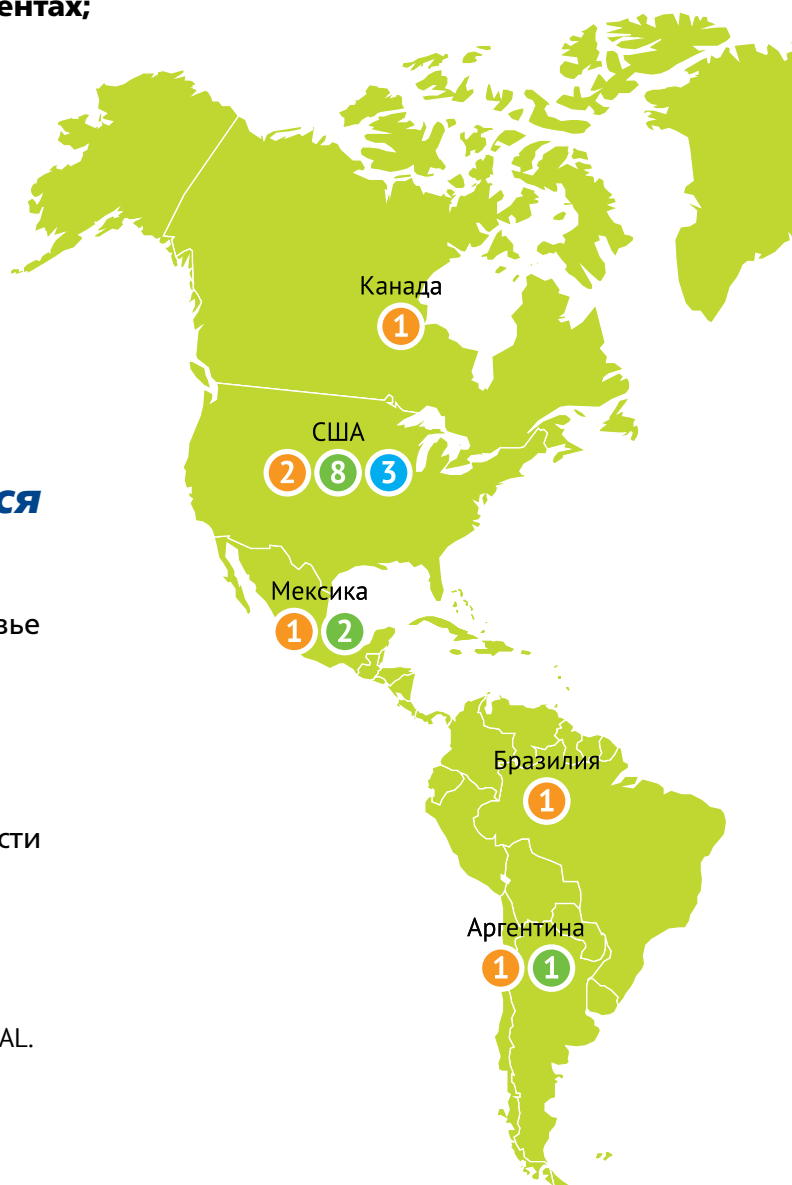 ентах;
Канада
1
США
2 8 3
ся
Мексика
вье
1 2
Бразилия
1
сти
Аргентина
1 1
AL.